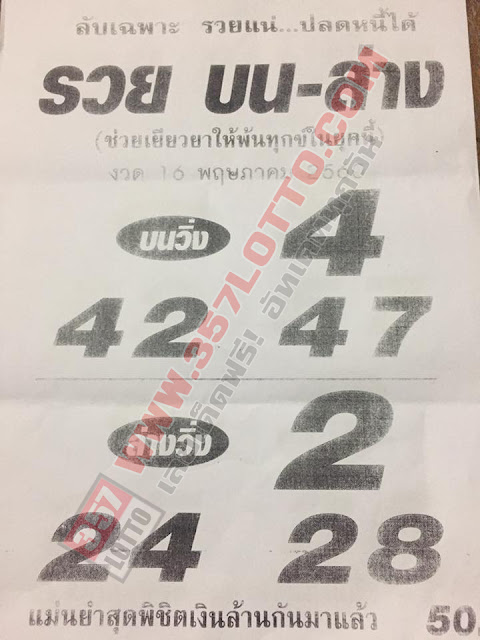 ลับเฉพาะ รวยแน่...ปลดหนี้ได้
รวย บน-ล่าง
(ช่วยเยียวยาให้พ้นทุกข์ในยุคนี้)
งวด 16 พฤษภาคม
บนวิ่ง 4
42 47
ล่างวิ่ง 2
24 28
แม่นยำสุดพิชิตเงินล้านกันมาแล้ว 50
357 LOTTO
WWW.357LOTTO.COM